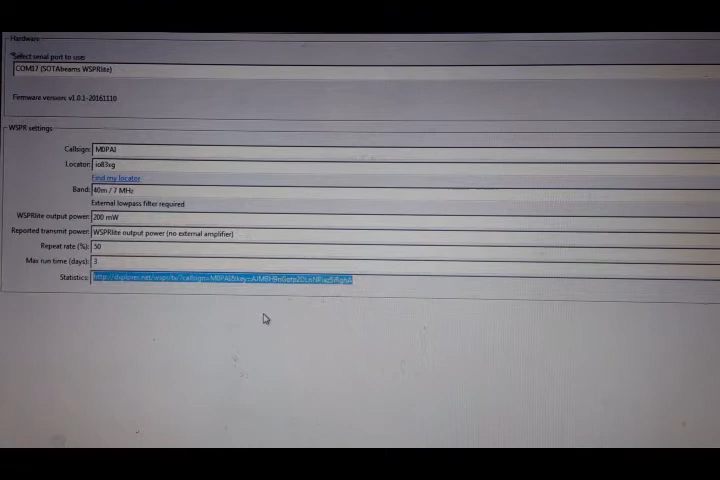 Hardware
*Select serial port to use:
COM17 (SOTAbeams WSPRlite)
Firmware version: v1.0.1-20161110
WSPR settings
Callsign: M0PAI
Locator: io83xg
Find my locator
Band: 40m / 7 MHz
External lowpass filter required
WSPRlite output power: 200 mW
Reported transmit power: WSPRlite output power (no external amplifier)
Repeat rate (%): 50
Max run time (days): 3
Statistics: